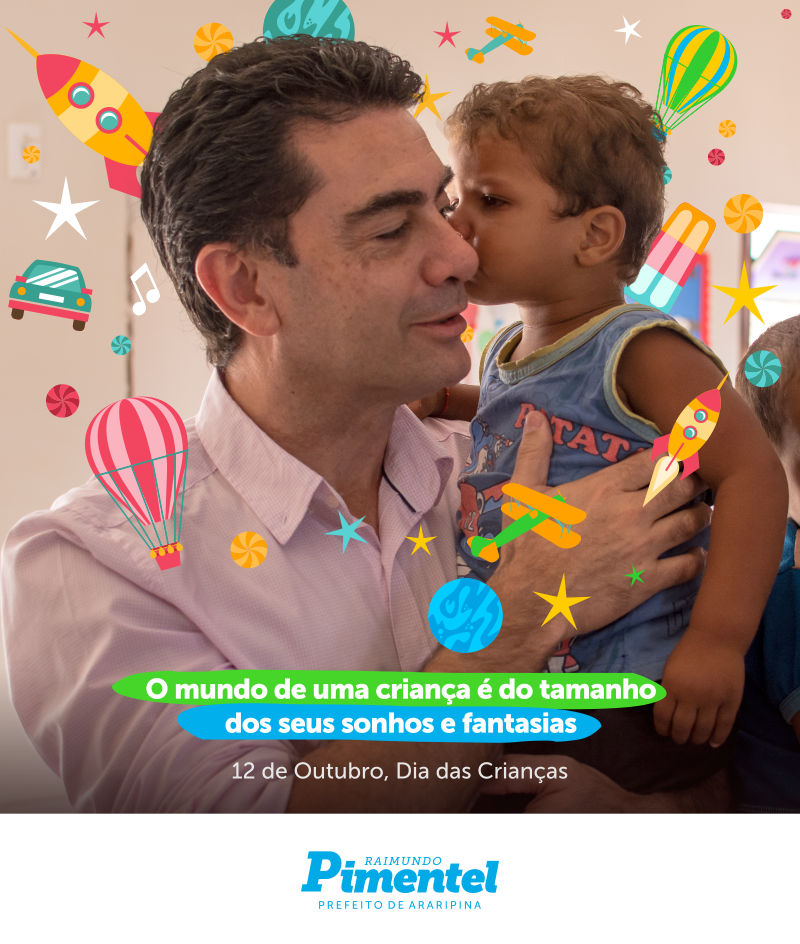 O mundo de uma criança é do tamanho
dos seus sonhos e fantasias
12 de Outubro, Dia das Crianças
RAIMUNDO
Pimentel
PREFEITO DE ARARIPINA